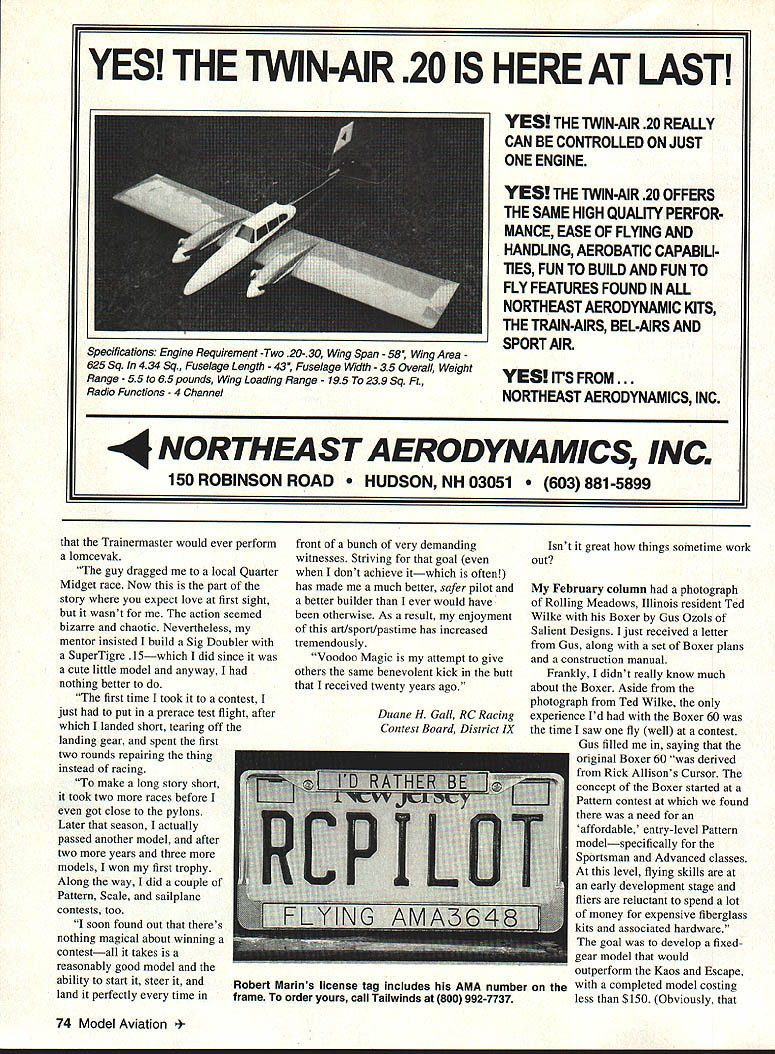 YES! THE TWIN-AIR .20 IS HERE AT LAST!
Specifications: Engine Requirement -Two .20-.30, Wing Span - 58", Wing Area -
625 Sq. In 4.34 Sq., Fuselage Length - 43", Fuselage Width - 3.5 Overall, Weight
Range - 5.5 to 6.5 pounds, Wing Loading Range - 19.5 To 23.9 Sq. Ft.,
Radio Functions - 4 Channel
YES! THE TWIN-AIR .20 REALLY
CAN BE CONTROLLED ON JUST
ONE ENGINE.
YES! THE TWIN-AIR .20 OFFERS
THE SAME HIGH QUALITY PERFOR-
MANCE, EASE OF FLYING AND
HANDLING, AEROBATIC CAPABILI-
TIES, FUN TO BUILD AND FUN TO
FLY FEATURES FOUND IN ALL
NORTHEAST AERODYNAMIC KITS,
THE TRAIN-AIRS, BEL-AIRS AND
SPORT AIR.
YES! IT'S FROM . . .
NORTHEAST AERODYNAMICS, INC.
NORTHEAST AERODYNAMICS, INC.
150 ROBINSON ROAD • HUDSON, NH 03051 • (603) 881-5899
that the Trainermaster would ever perform
a lomcevak.
"The guy dragged me to a local Quarter
Midget race. Now this is the part of the
story where you expect love at first sight,
but it wasn't for me. The action seemed
bizarre and chaotic. Nevertheless, my
mentor insisted I build a Sig Doubler with
a SuperTigre .15—which I did since it was
a cute little model and anyway, I had
nothing better to do.
"The first time I took it to a contest, I
just had to put in a prerace test flight, after
which I landed short, tearing off the
landing gear, and spent the first
two rounds repairing the thing
instead of racing.
"To make a long story short,
it took two more races before I
even got close to the pylons.
Later that season, I actually
passed another model, and after
two more years and three more
models, I won my first trophy.
Along the way, I did a couple of
Pattern, Scale, and sailplane
contests, too.
"I soon found out that there's
nothing magical about winning a
contest—all it takes is a
reasonably good model and the
ability to start it, steer it, and
land it perfectly every time in
front of a bunch of very demanding
witnesses. Striving for that goal (even
when I don't achieve it—which is often!)
has made me a much better, safer pilot and
a better builder than I ever would have
been otherwise. As a result, my enjoyment
of this art/sport/pastime has increased
tremendously.
"Voodoo Magic is my attempt to give
others the same benevolent kick in the butt
that I received twenty years ago."
Duane H. Gall, RC Racing
Contest Board, District IX
I'D RATHER BE
New Jersey
RCPILOT
FLYING AMA3648
Robert Marin's license tag includes his AMA number on the
frame. To order yours, call Tailwinds at (800) 992-7737.
Isn't it great how things sometime work
out?
My February column had a photograph
of Rolling Meadows, Illinois resident Ted
Wilke with his Boxer by Gus Ozols of
Salient Designs. I just received a letter
from Gus, along with a set of Boxer plans
and a construction manual.
Frankly, I didn't really know much
about the Boxer. Aside from the
photograph from Ted Wilke, the only
experience I'd had with the Boxer 60 was
the time I saw one fly (well) at a contest.
Gus filled me in, saying that the
original Boxer 60 "was derived
from Rick Allison's Cursor. The
concept of the Boxer started at a
Pattern contest at which we found
there was a need for an
'affordable,' entry-level Pattern
model—specifically for the
Sportsman and Advanced classes.
At this level, flying skills are at
an early development stage and
fliers are reluctant to spend a lot
of money for expensive fiberglass
kits and associated hardware."
The goal was to develop a fixed-
gear model that would
outperform the Kaos and Escape,
with a completed model costing
less than $150. (Obviously, that
74 Model Aviation